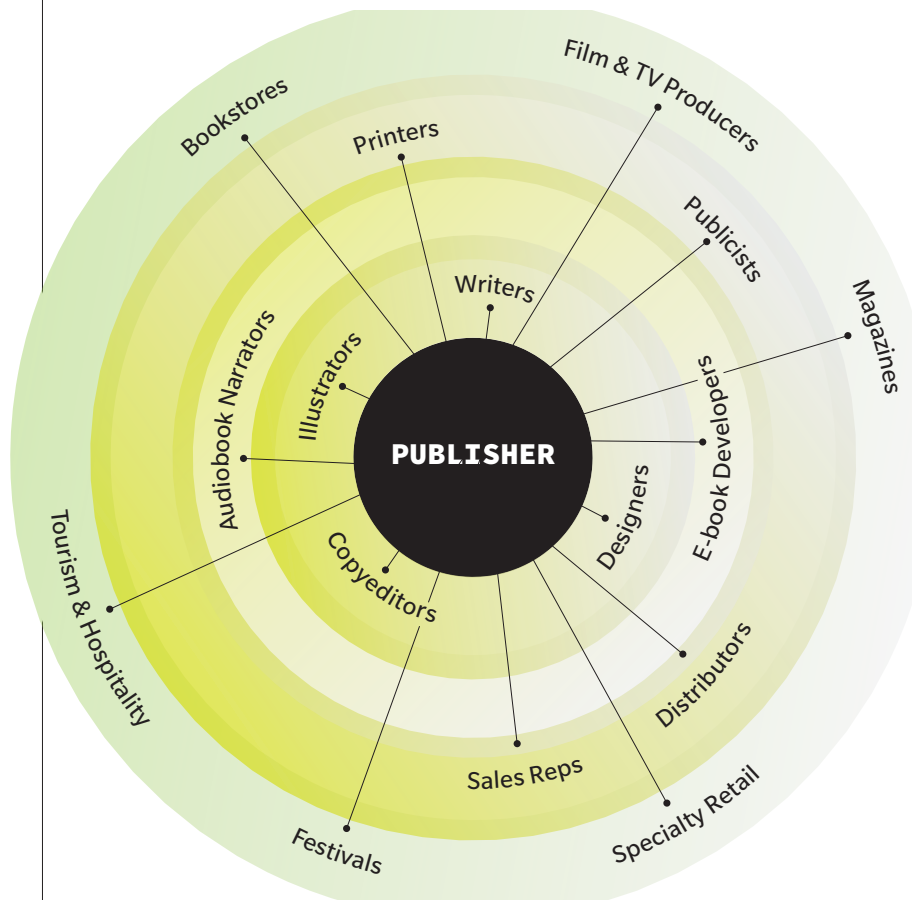 Film & TV Producers
Bookstores
Printers
Publicists
Writers
Magazines
Illustrators
Audiobook Narrators
E-book Developers
PUBLISHER
Designers
Copyeditors
Tourism & Hospitality
Distributors
Sales Reps
Specialty Retail
Festivals